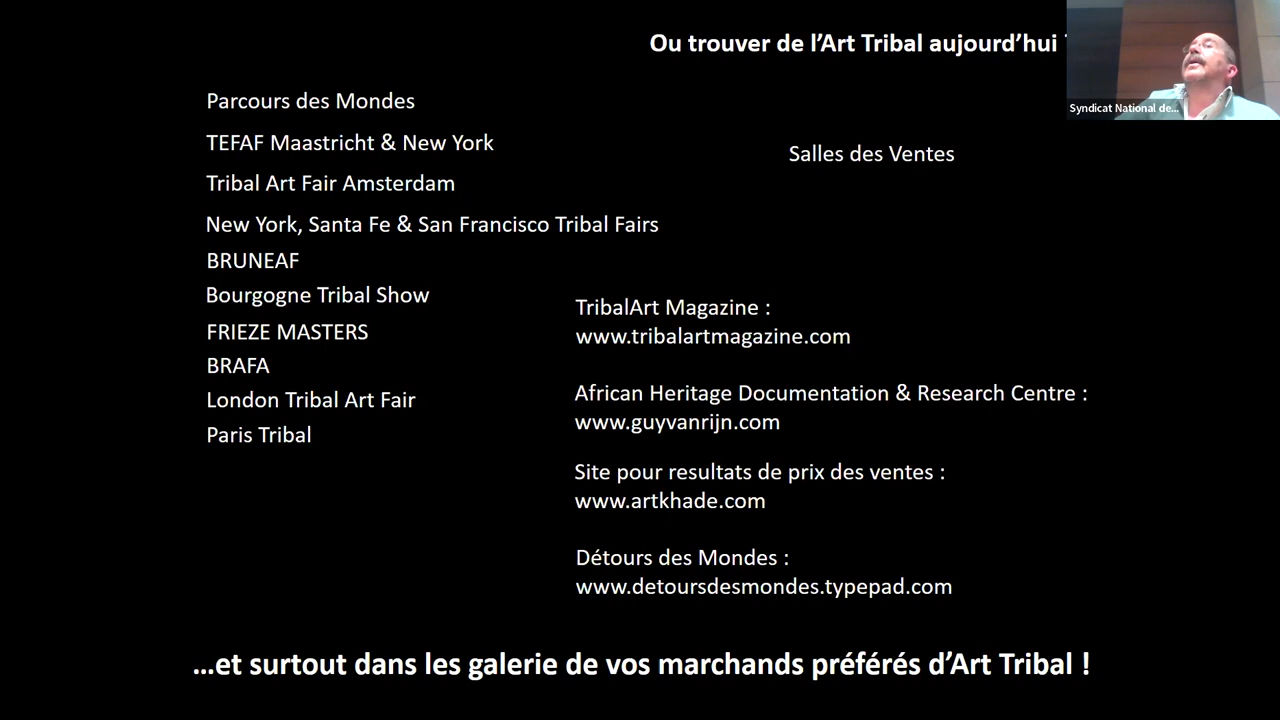 Ou trouver de l’Art Tribal aujourd’hui
Syndicat National de...
Parcours des Mondes
TEFAF Maastricht & New York
Salles des Ventes
Tribal Art Fair Amsterdam
New York, Santa Fe & San Francisco Tribal Fairs
BRUNEAF
Bourgogne Tribal Show
FRIEZE MASTERS
BRAFA
London Tribal Art Fair
Paris Tribal
TribalArt Magazine :
www.tribalartmagazine.com
African Heritage Documentation & Research Centre :
www.guyvanrijn.com
Site pour resultats de prix des ventes :
www.artkhade.com
Détours des Mondes :
www.detoursdesmondes.typepad.com
…et surtout dans les galerie de vos marchands préférés d’Art Tribal !